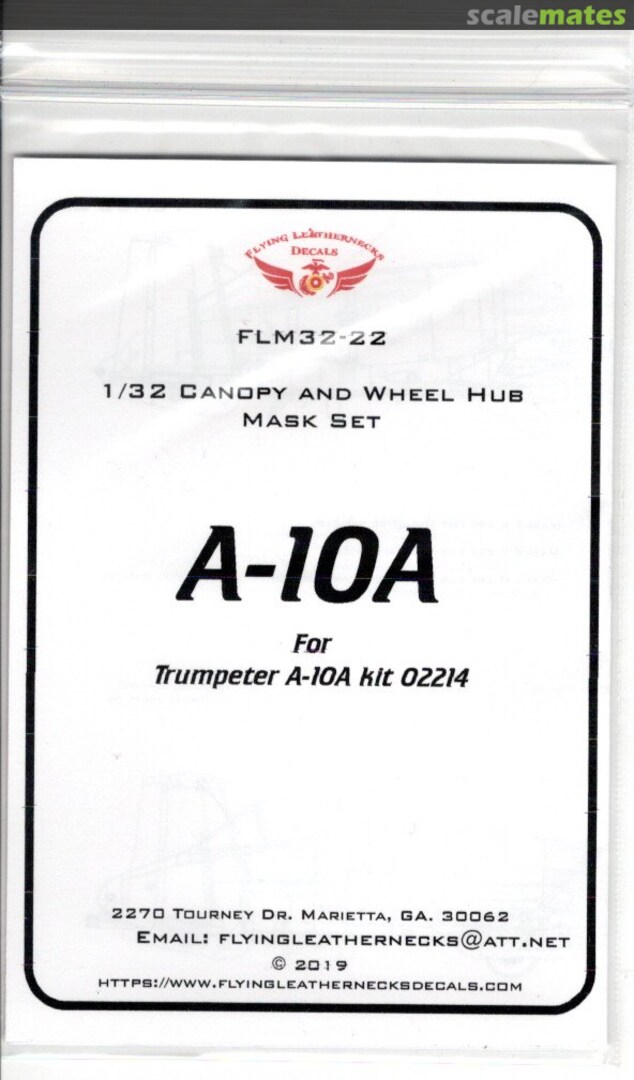 scalemates
Flying Leathernecks
Decals
FLM32-22
1/32 Canopy and Wheel Hub
Mask Set
A-10A
For
Trumpeter A-10A kit 02214
2270 Tourney Dr. Marietta, GA. 30062
Email: flyingleathernecks@att.net
© 2019
https://www.flyingleathernecksdecals.com